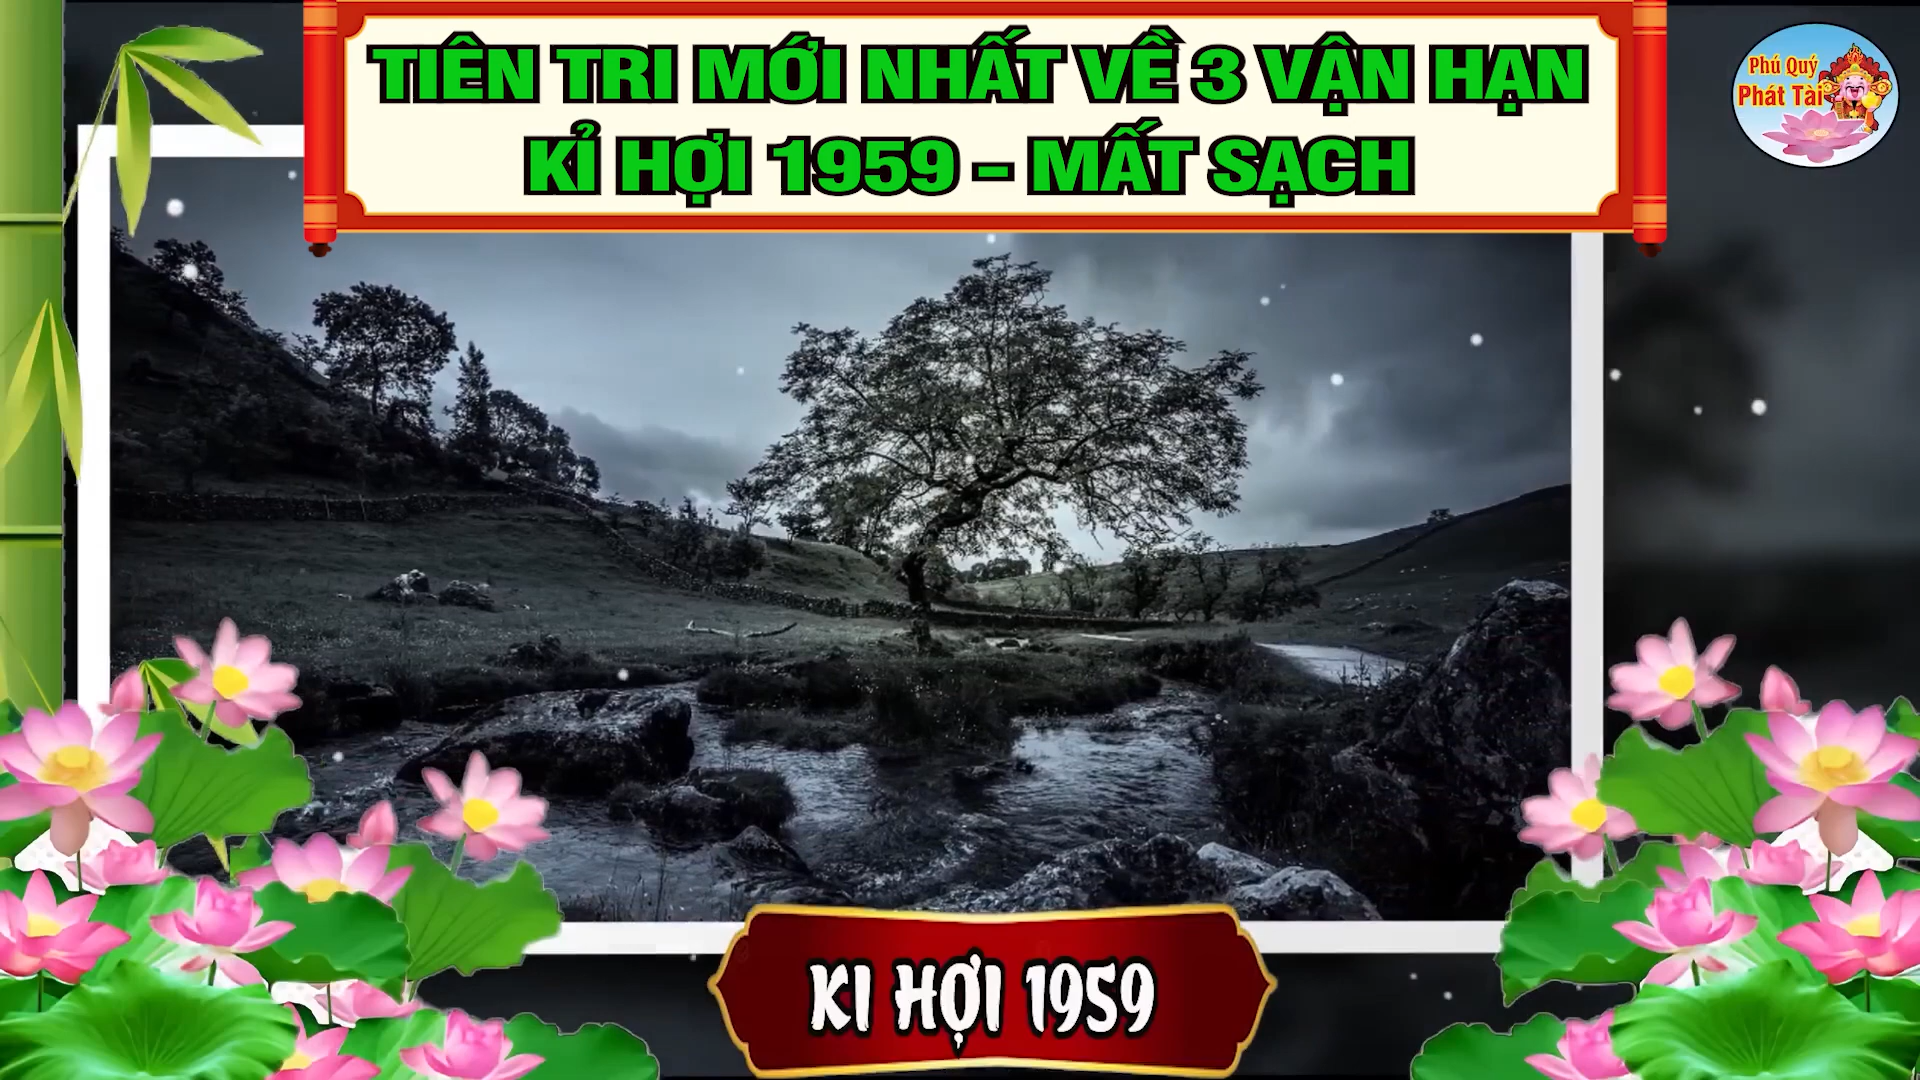 TIÊN TRI MỚI NHẤT VỀ 3 VẬN HẠN
KỈ HỢI 1959 - MẤT SẠCH
Phú Quý
Phát Tài
KI HỢI 1959